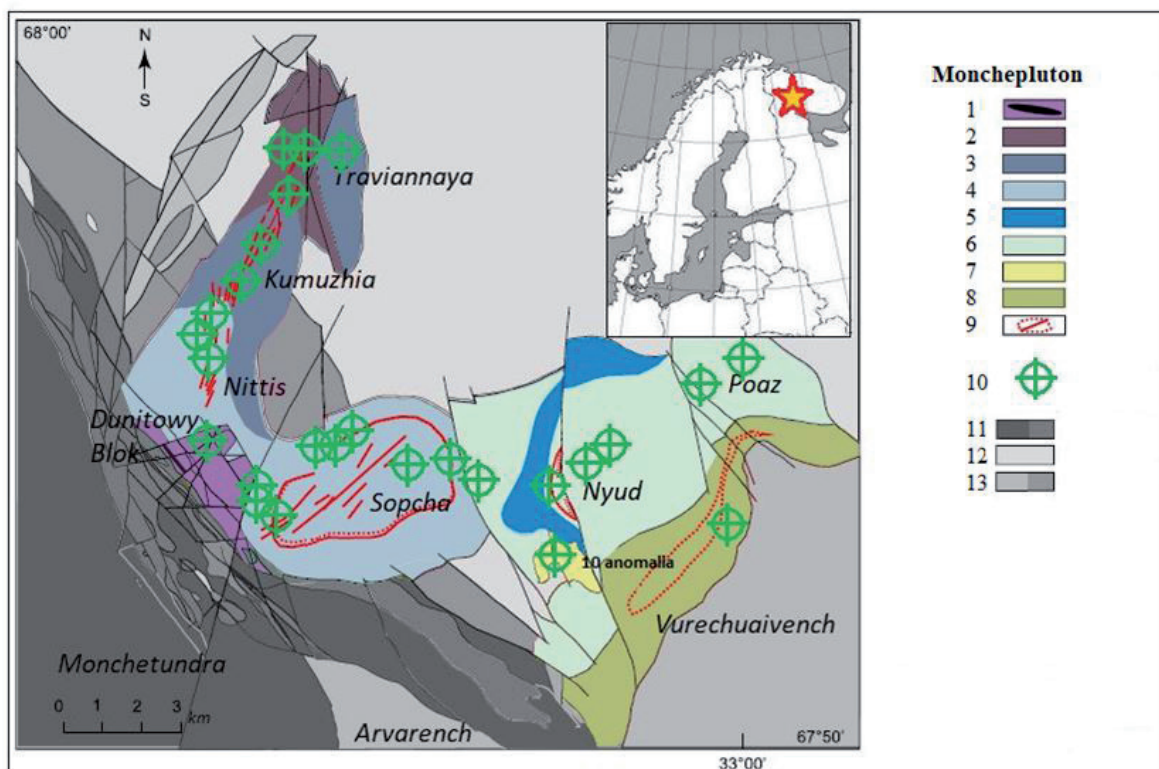 68°00'
N
S
Traviannaya
Kumuzhia
Nittis
Dunitowy
Blok
Sopcha
Nyud
Poaz
10 anomalla
Vurechuaivench
Monchetundra
0 1 2 3
km
Arvarench
67°50'
33°00'
Monchepluton
1
2
3
4
5
6
7
8
9
10
11
12
13